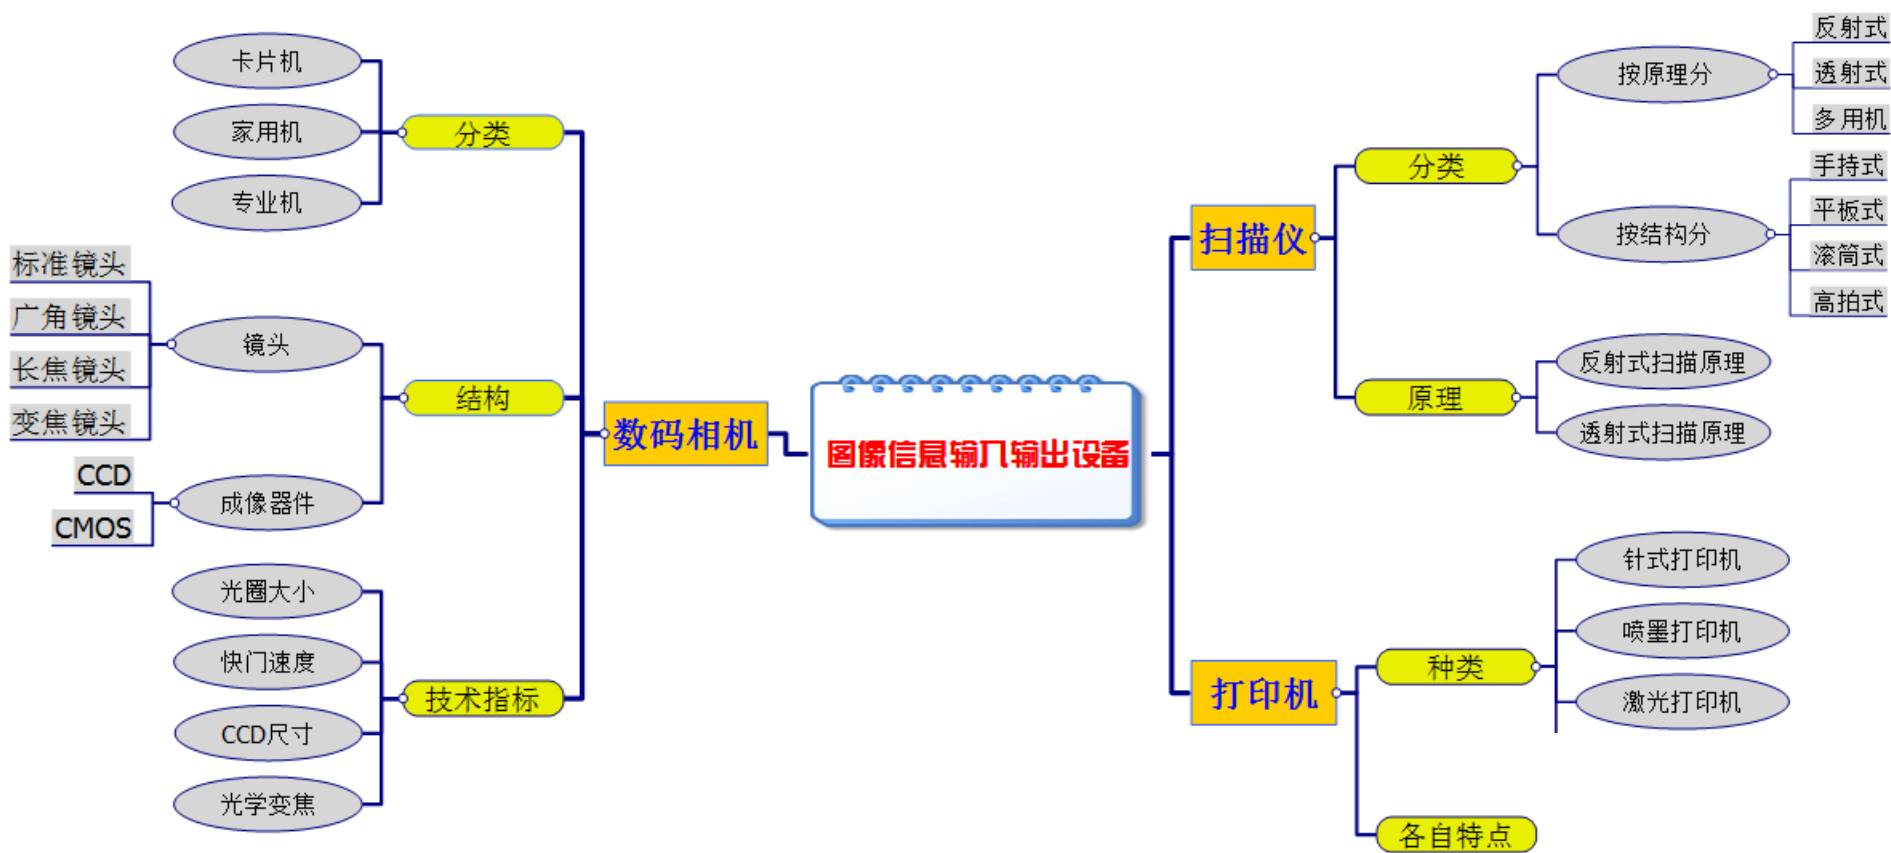 图像信息输入输出设备
数码相机
分类
卡片机
家用机
专业机
结构
镜头
标准镜头
广角镜头
长焦镜头
变焦镜头
成像器件
CCD
CMOS
技术指标
光圈大小
快门速度
CCD尺寸
光学变焦
扫描仪
分类
按原理分
反射式
透射式
多用机
按结构分
手持式
平板式
滚筒式
高拍式
原理
反射式扫描原理
透射式扫描原理
打印机
种类
针式打印机
喷墨打印机
激光打印机
各自特点